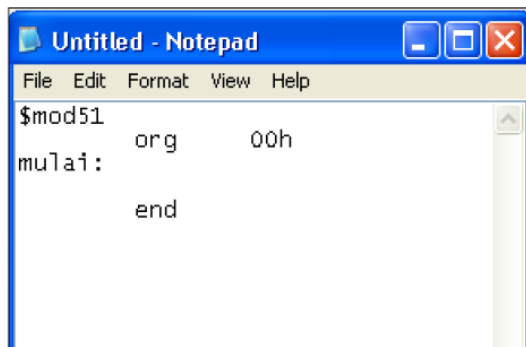 Untitled - Notepad
File Edit Format View Help
$mod51
org 00h
mulai:
end